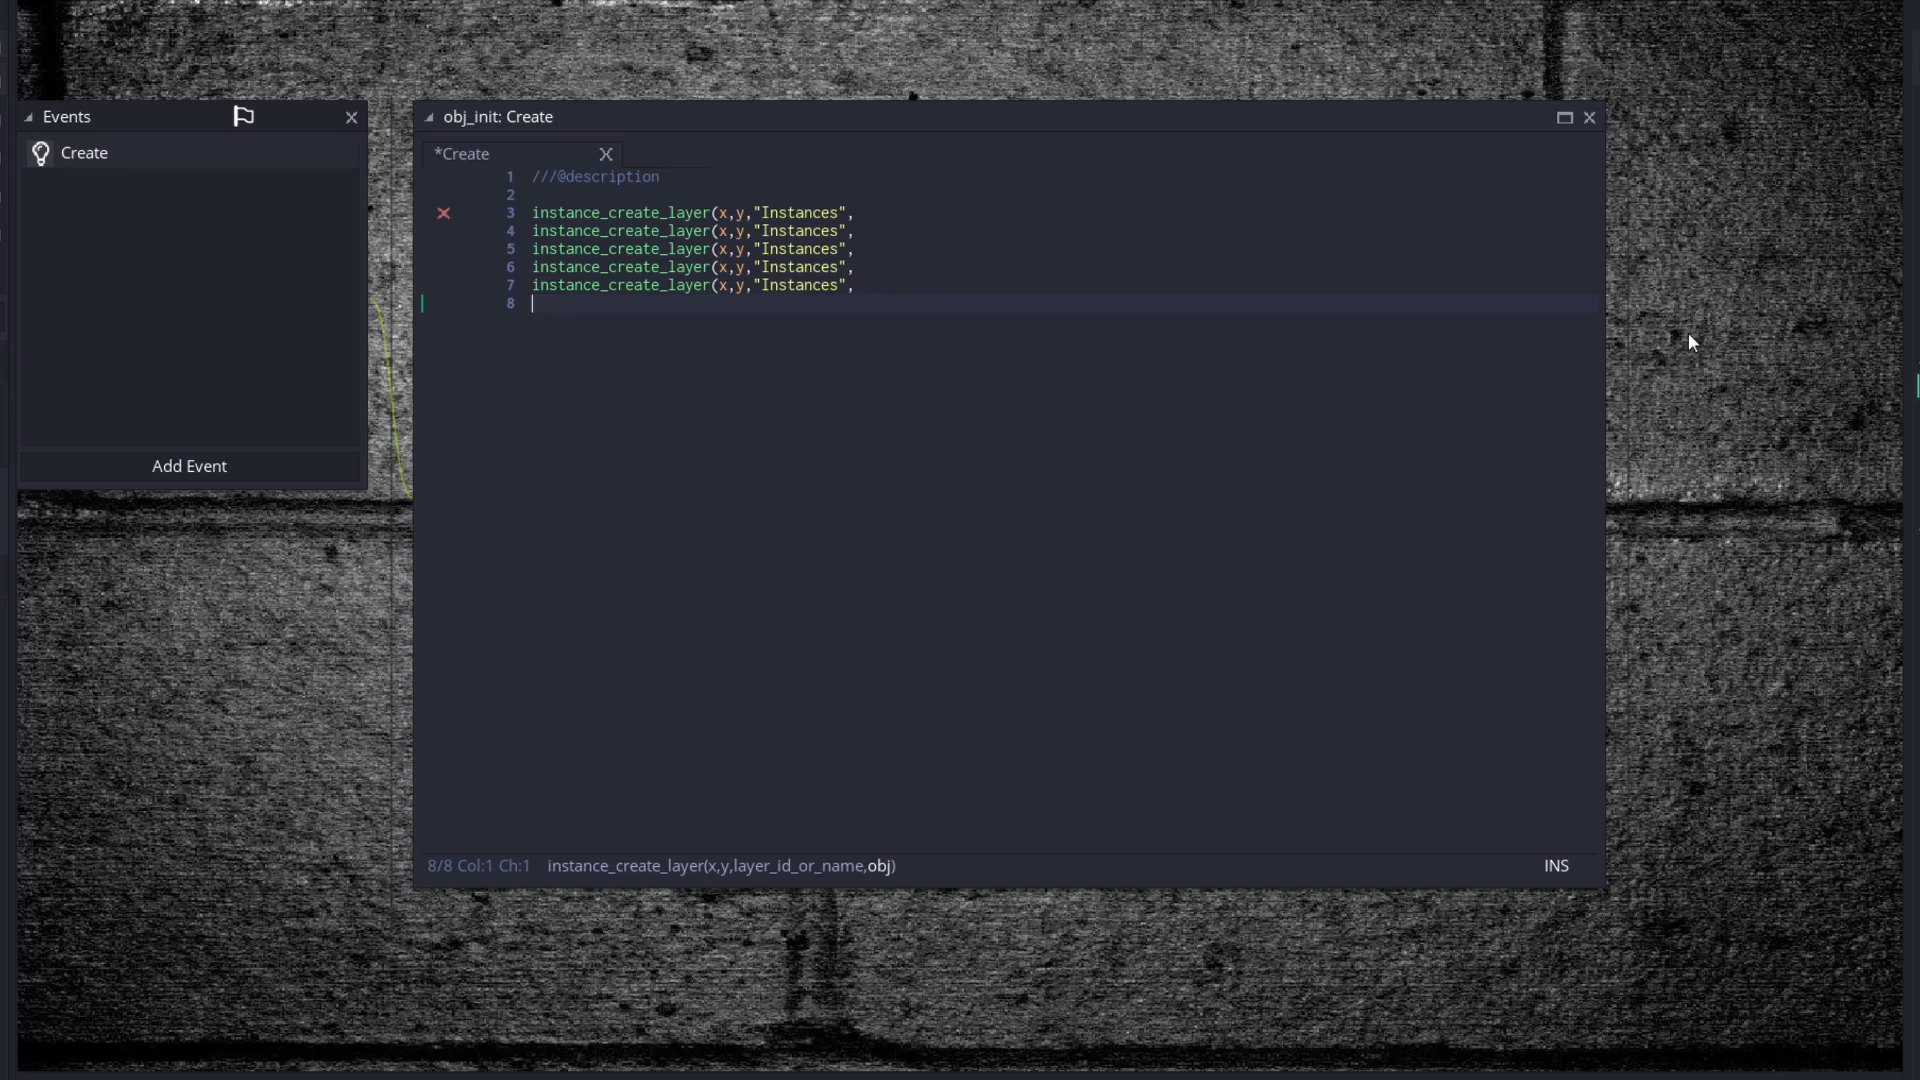 Events
Create
Add Event
obj_init: Create
*Create
1 ///@description
2
3 instance_create_layer(x,y,"Instances",
4 instance_create_layer(x,y,"Instances",
5 instance_create_layer(x,y,"Instances",
6 instance_create_layer(x,y,"Instances",
7 instance_create_layer(x,y,"Instances",
8
8/8 Col:1 Ch:1 instance_create_layer(x,y,layer_id_or_name,obj) INS